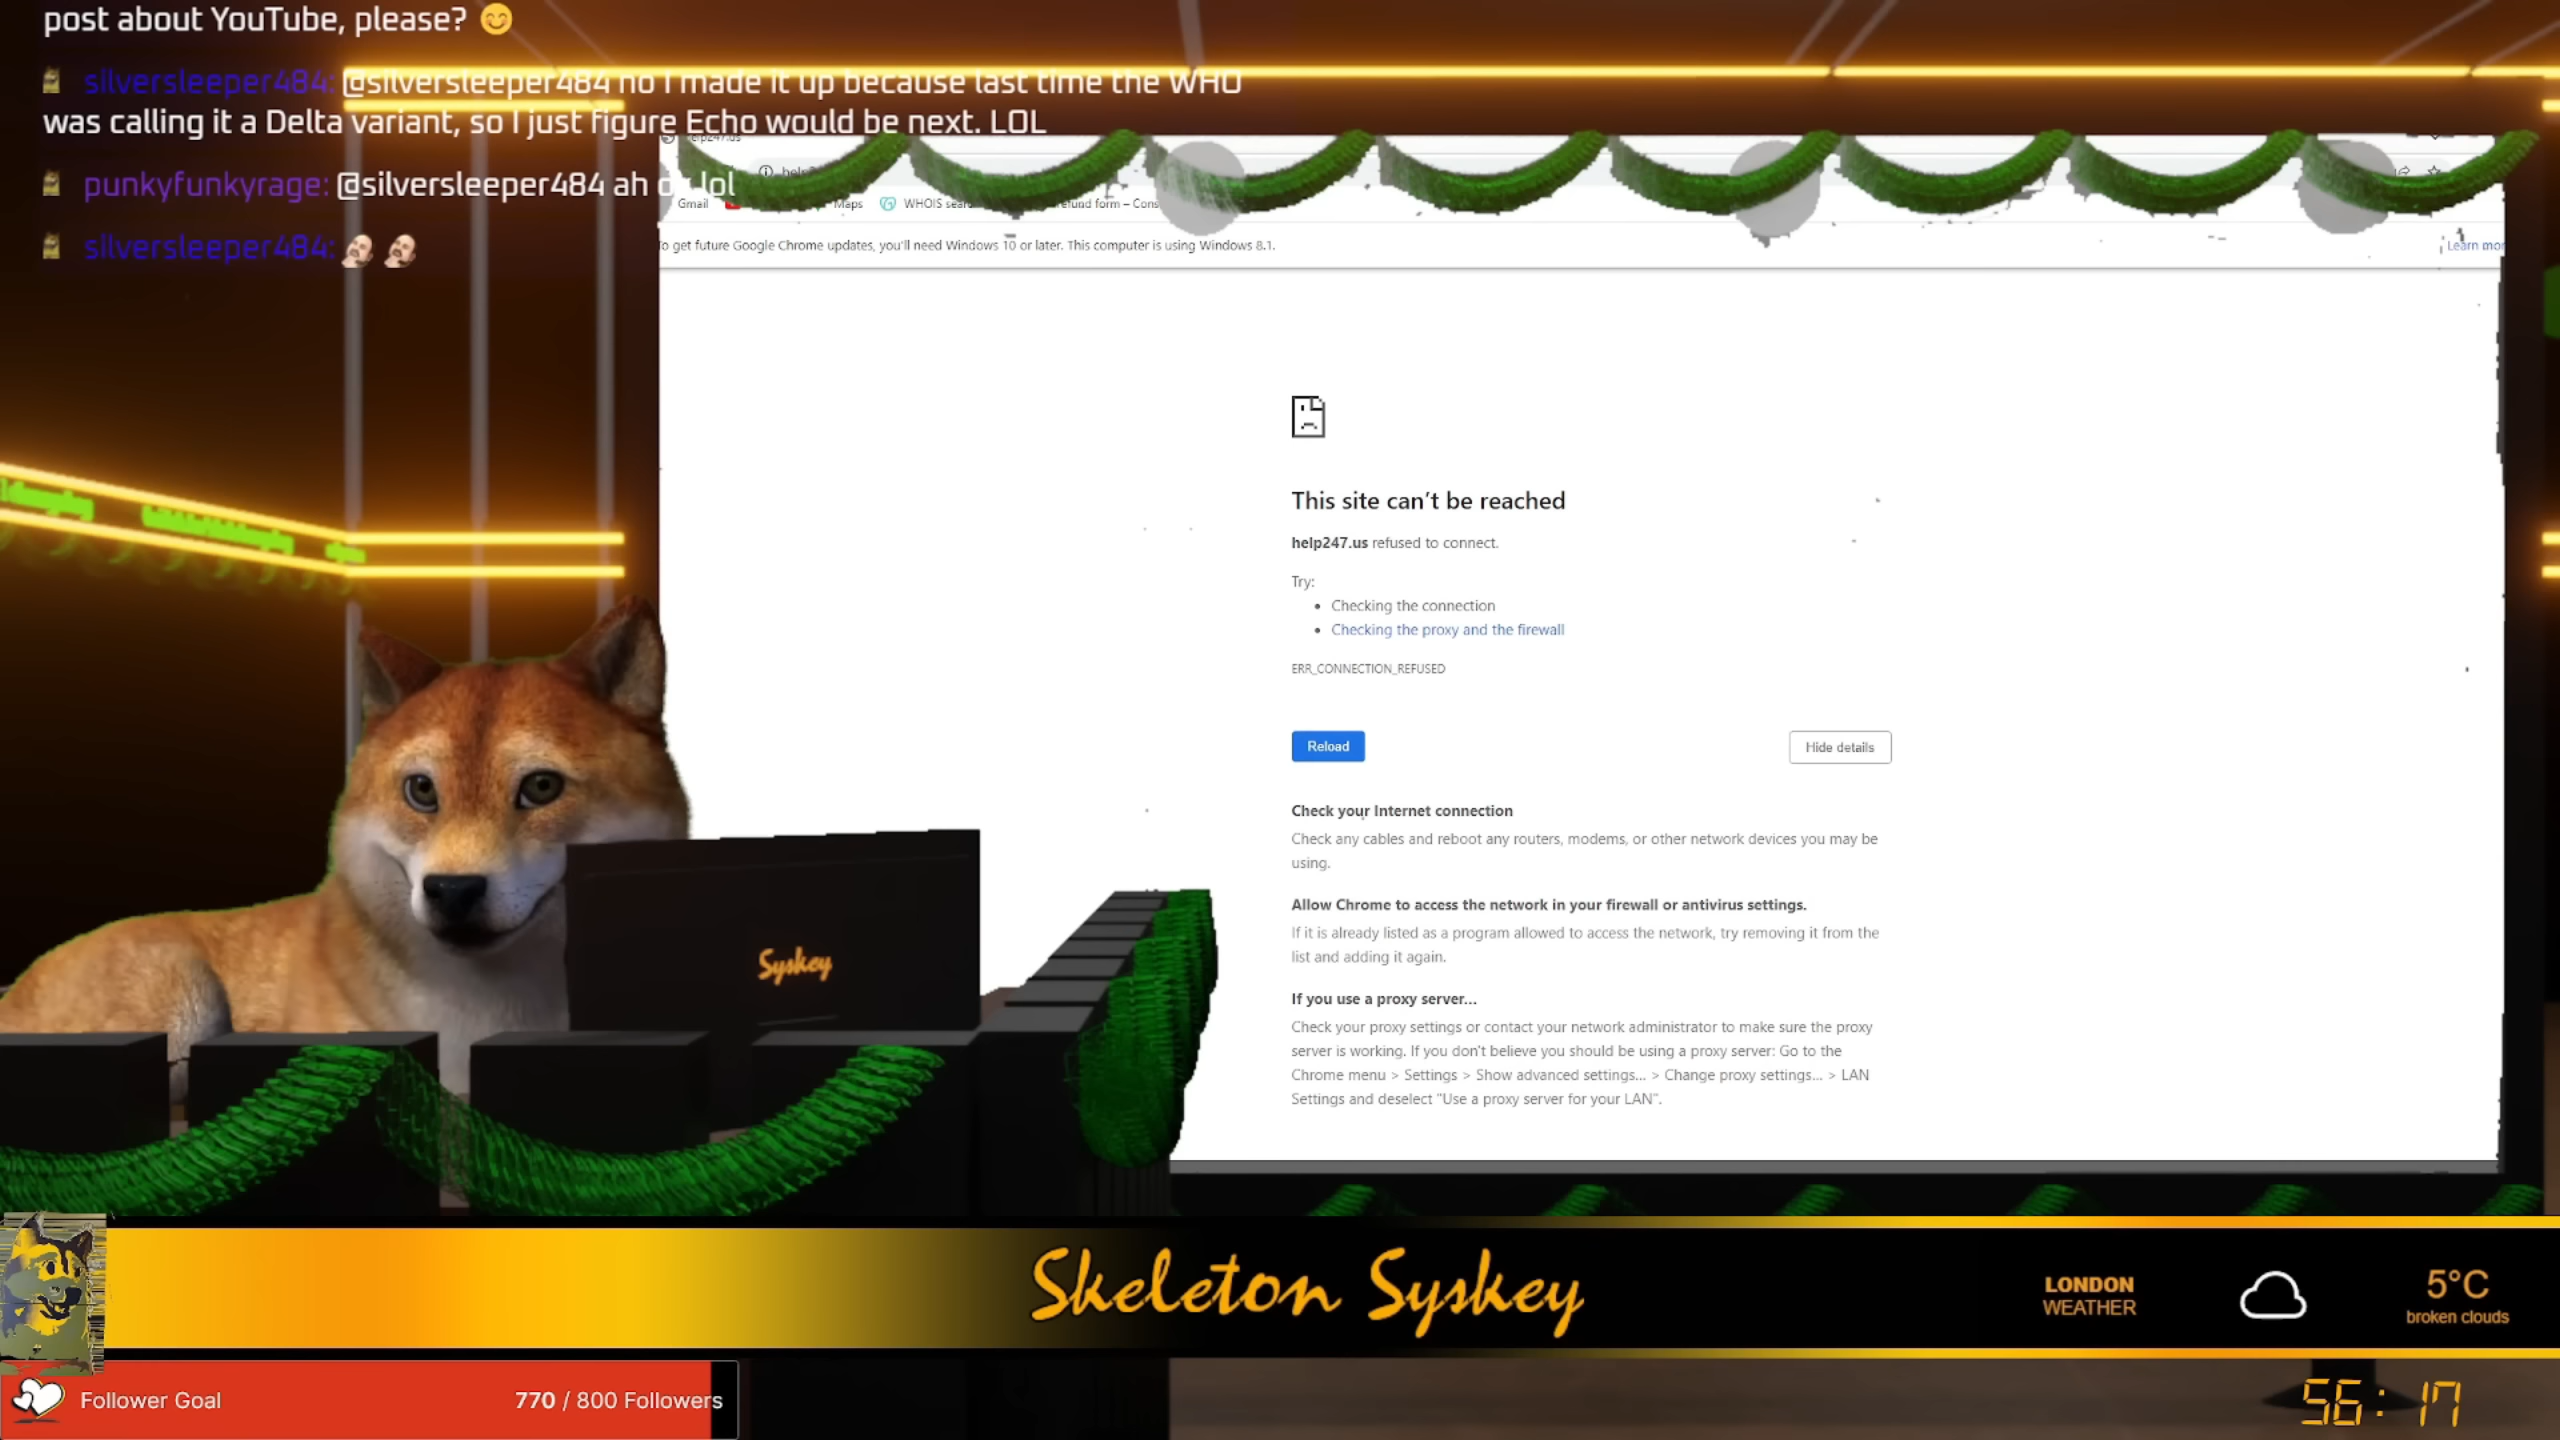 post about YouTube, please? 😊
silversleeper484: @silversleeper484 no I made it up because last time the WHO
was calling it a Delta variant, so I just figure Echo would be next. LOL
punkyfunkyrage: @silversleeper484 ah lol
silversleeper484:
help247.us
Gmail Maps WHOIS refund form – Cons
To get future Google Chrome updates, you'll need Windows 10 or later. This computer is using Windows 8.1.
Learn more
This site can't be reached
help247.us refused to connect.
Try:
• Checking the connection
• Checking the proxy and the firewall
ERR_CONNECTION_REFUSED
Reload
Hide details
Check your Internet connection
Check any cables and reboot any routers, modems, or other network devices you may be
using.
Allow Chrome to access the network in your firewall or antivirus settings.
If it is already listed as a program allowed to access the network, try removing it from the
list and adding it again.
If you use a proxy server...
Check your proxy settings or contact your network administrator to make sure the proxy
server is working. If you don't believe you should be using a proxy server: Go to the
Chrome menu > Settings > Show advanced settings... > Change proxy settings... > LAN
Settings and deselect "Use a proxy server for your LAN".
Syskey
Skeleton Syskey
LONDON
WEATHER
5°C
broken clouds
Follower Goal
770 / 800 Followers
56:17